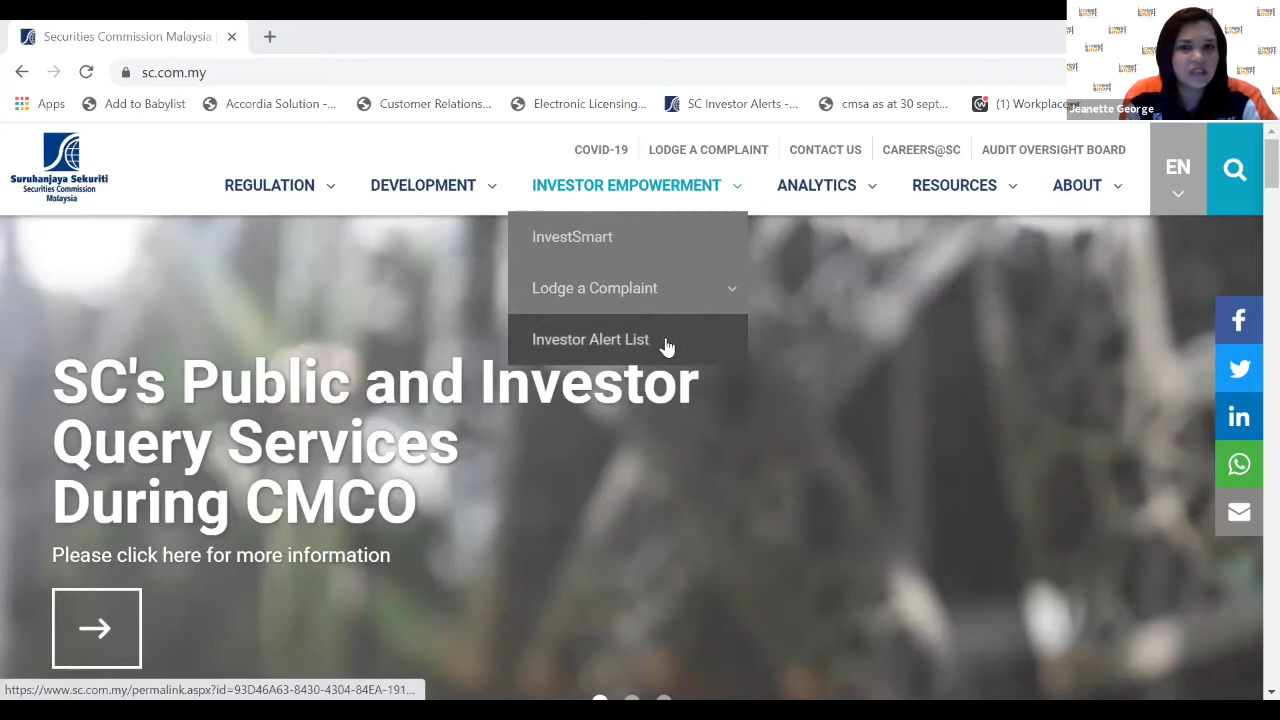 Securities Commission Malaysia
sc.com.my
Apps
Add to Babylist
Accordia Solution -...
Customer Relations...
Electronic Licensing...
SC Investor Alerts -...
cmsa as at 30 sept...
(1) Workplace
invest smart
Jeanette George
Suruhanjaya Sekuriti
Securities Commission
Malaysia
COVID-19
LODGE A COMPLAINT
CONTACT US
CAREERS@SC
AUDIT OVERSIGHT BOARD
EN
REGULATION
DEVELOPMENT
INVESTOR EMPOWERMENT
ANALYTICS
RESOURCES
ABOUT
InvestSmart
Lodge a Complaint
Investor Alert List
SC's Public and Investor
Query Services
During CMCO
Please click here for more information
https://www.sc.com.my/permalink.aspx?id=93D46A63-8430-4304-84EA-191...